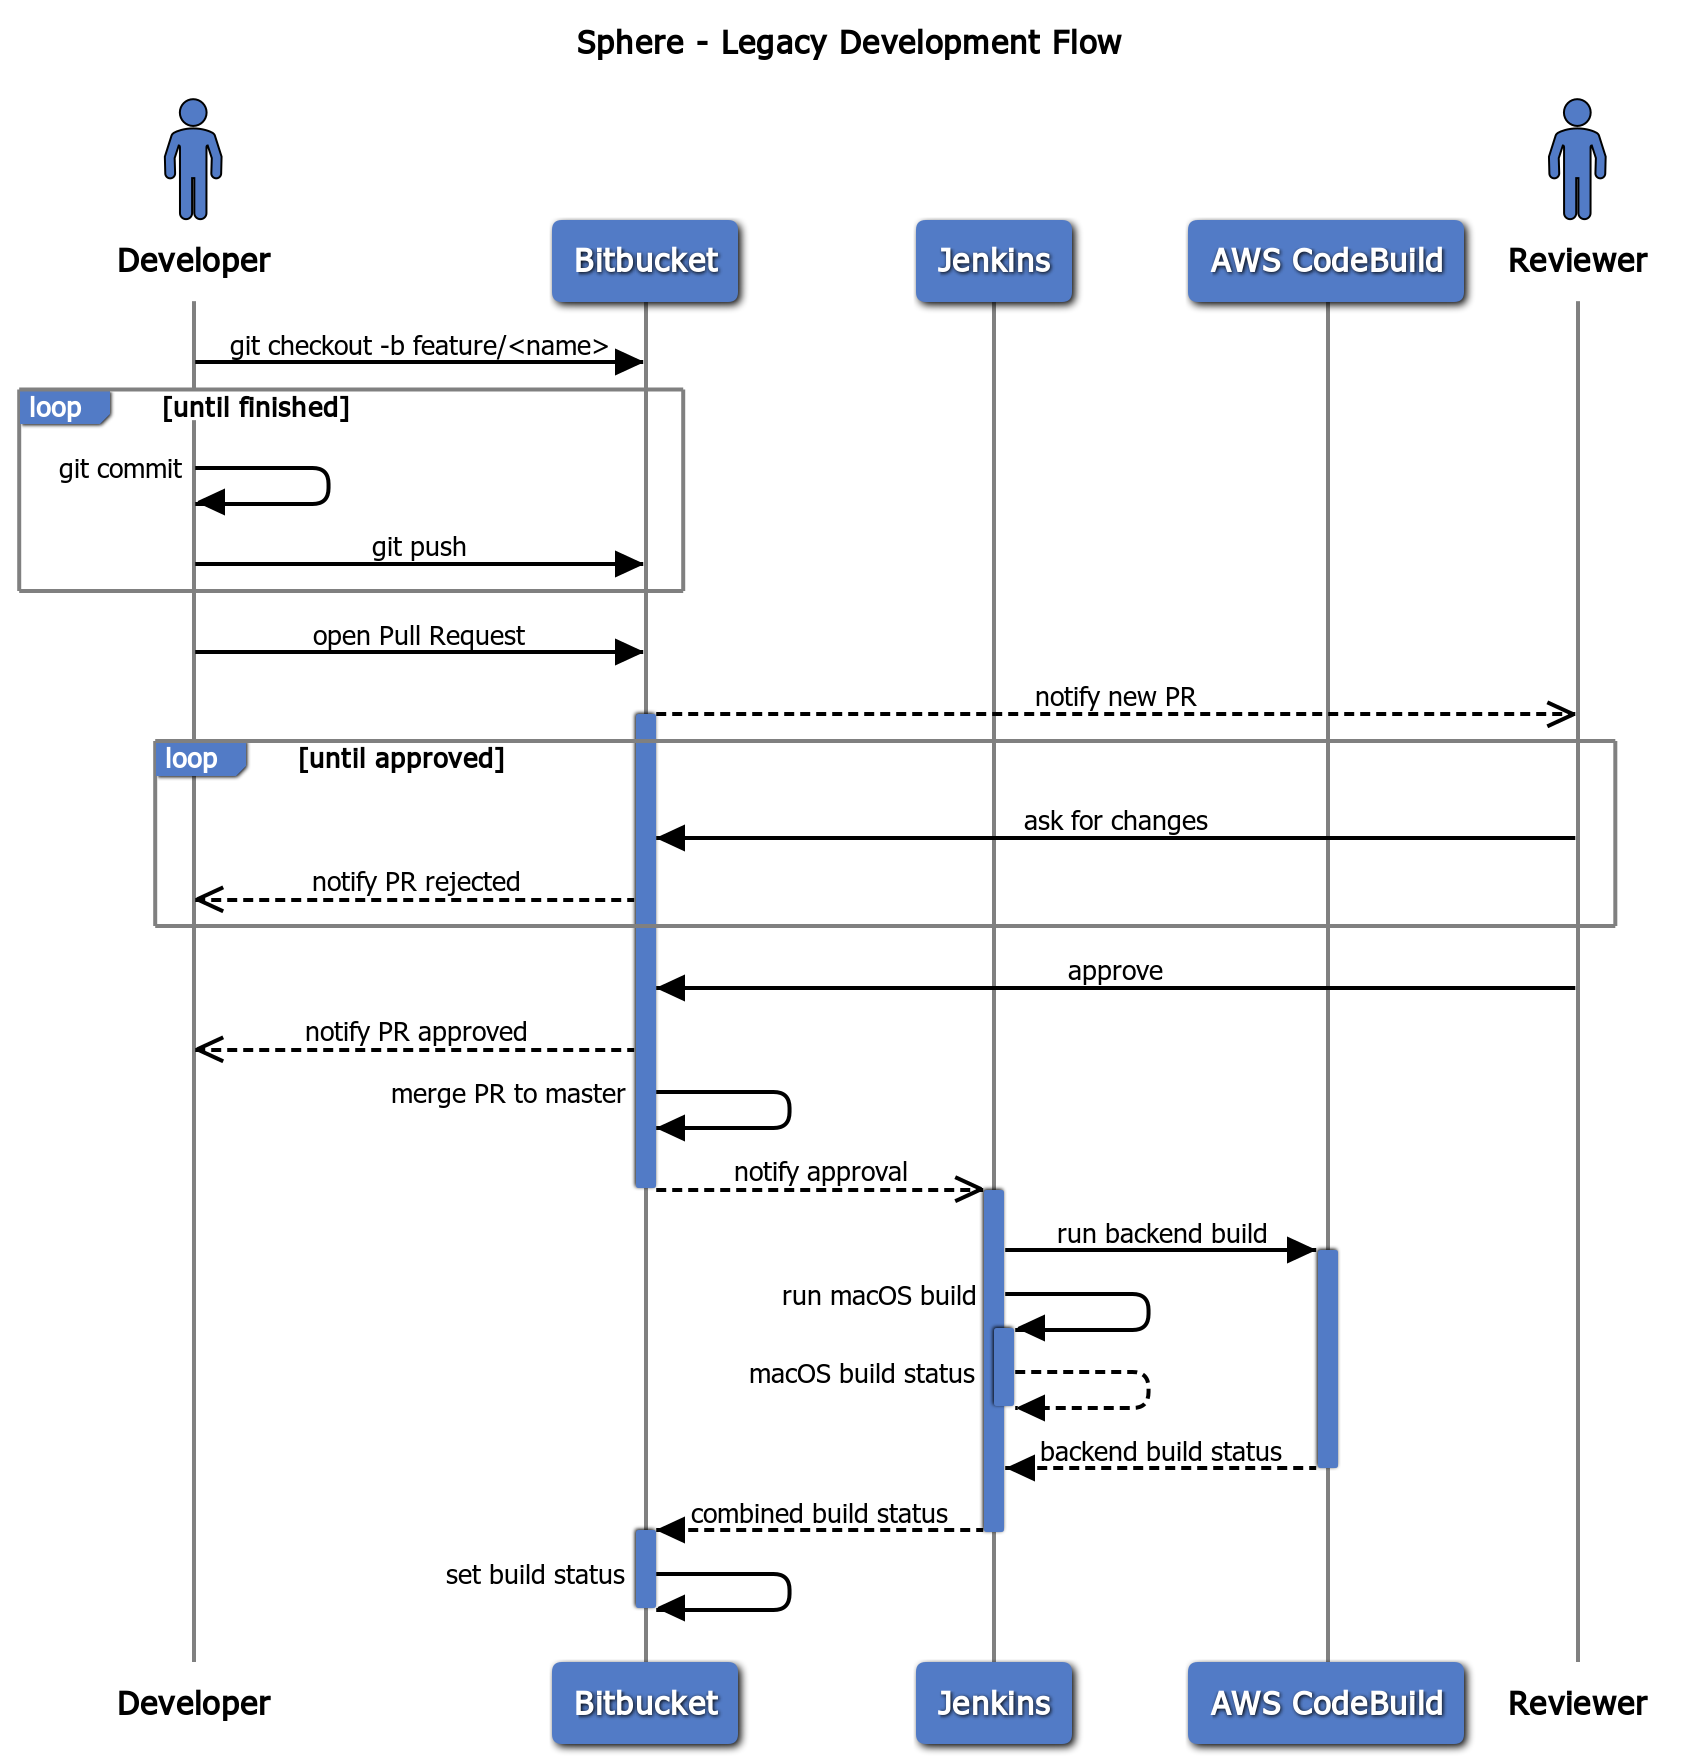 Sphere - Legacy Development Flow
Developer
Bitbucket
Jenkins
AWS CodeBuild
Reviewer
git checkout -b feature/<name>
loop [until finished]
git commit
git push
open Pull Request
notify new PR
loop [until approved]
ask for changes
notify PR rejected
approve
notify PR approved
merge PR to master
notify approval
run backend build
run macOS build
macOS build status
backend build status
combined build status
set build status
Developer
Bitbucket
Jenkins
AWS CodeBuild
Reviewer